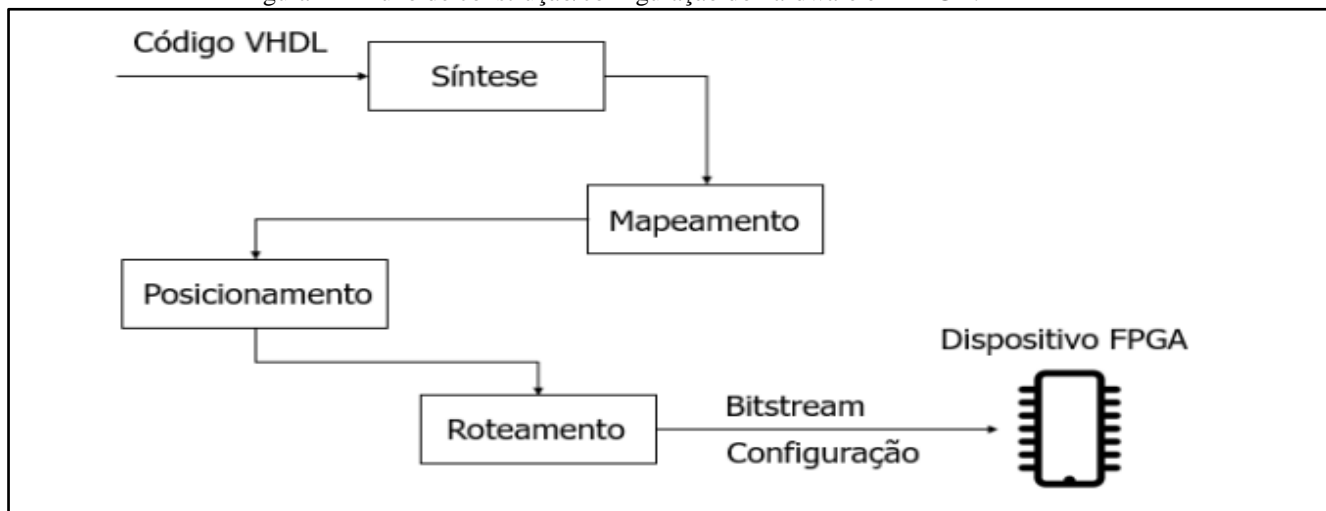 Código VHDL
Síntese
Mapeamento
Posicionamento
Dispositivo FPGA
Roteamento
Bitstream
Configuração